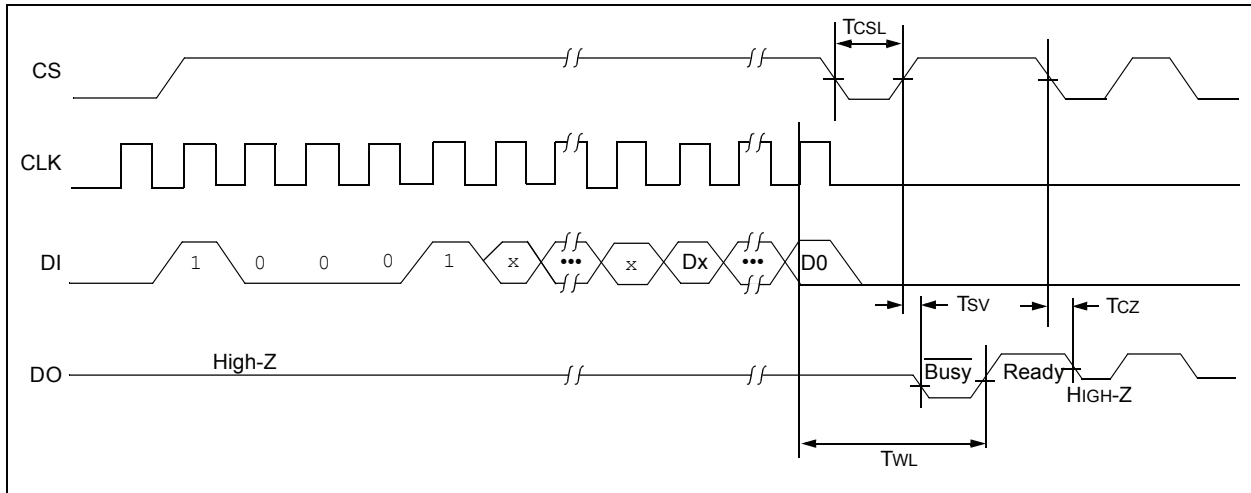 TCSL
CS
CLK
DI 1 0 0 0 1 x ••• x Dx ••• D0
TSV TCZ
High-Z
DO Busy Ready
HIGH-Z
TWL